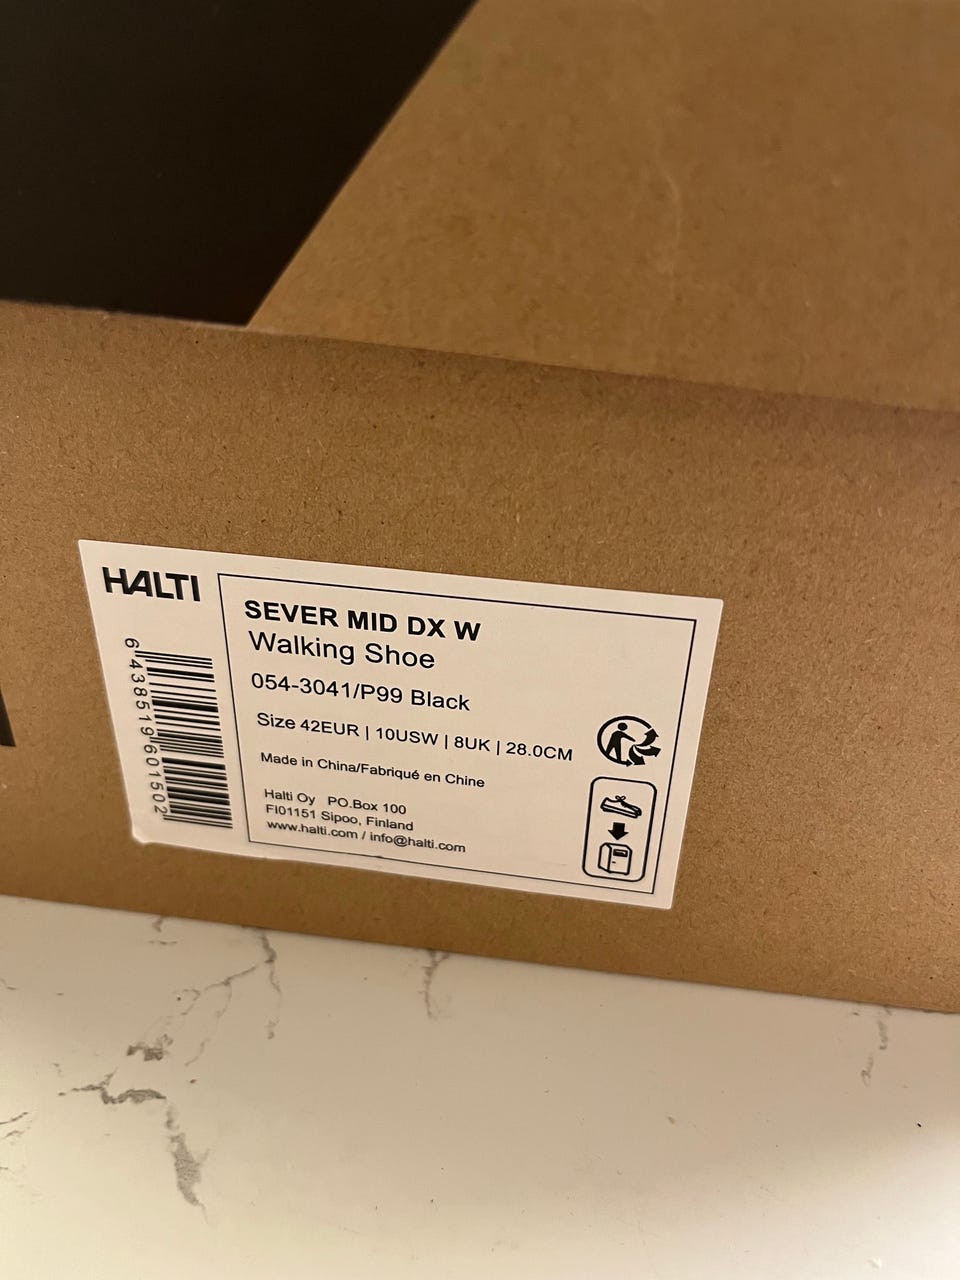 HALTI
SEVER MID DX W
Walking Shoe
054-3041/P99 Black
Size 42EUR | 10USW | 8UK | 28.0CM
Made in China/Fabriqué en Chine
Halti Oy PO.Box 100
FI01151 Sipoo, Finland
www.halti.com / info@halti.com
6 438519 601502